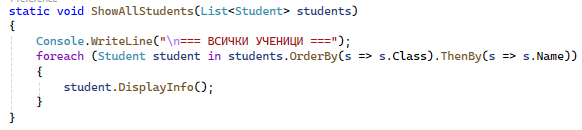 static void ShowAllStudents(List<Student> students)
{
    Console.WriteLine("\n=== ВСИЧКИ УЧЕНИЦИ ===");
    foreach (Student student in students.OrderBy(s => s.Class).ThenBy(s => s.Name))
    {
        student.DisplayInfo();
    }
}